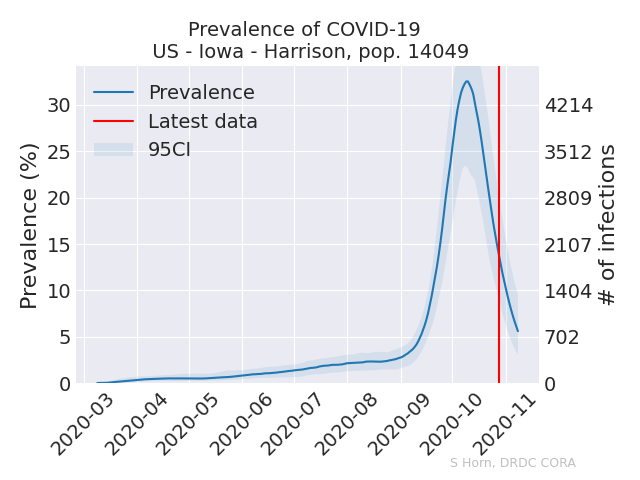 Prevalence of COVID-19
US - Iowa - Harrison, pop. 14049
Prevalence
Latest data
95CI
Prevalence (%)
30
25
20
15
10
5
0
4214
3512
2809
2107
1404
702
0
# of infections
2020-03
2020-04
2020-05
2020-06
2020-07
2020-08
2020-09
2020-10
2020-11
S Horn, DRDC CORA